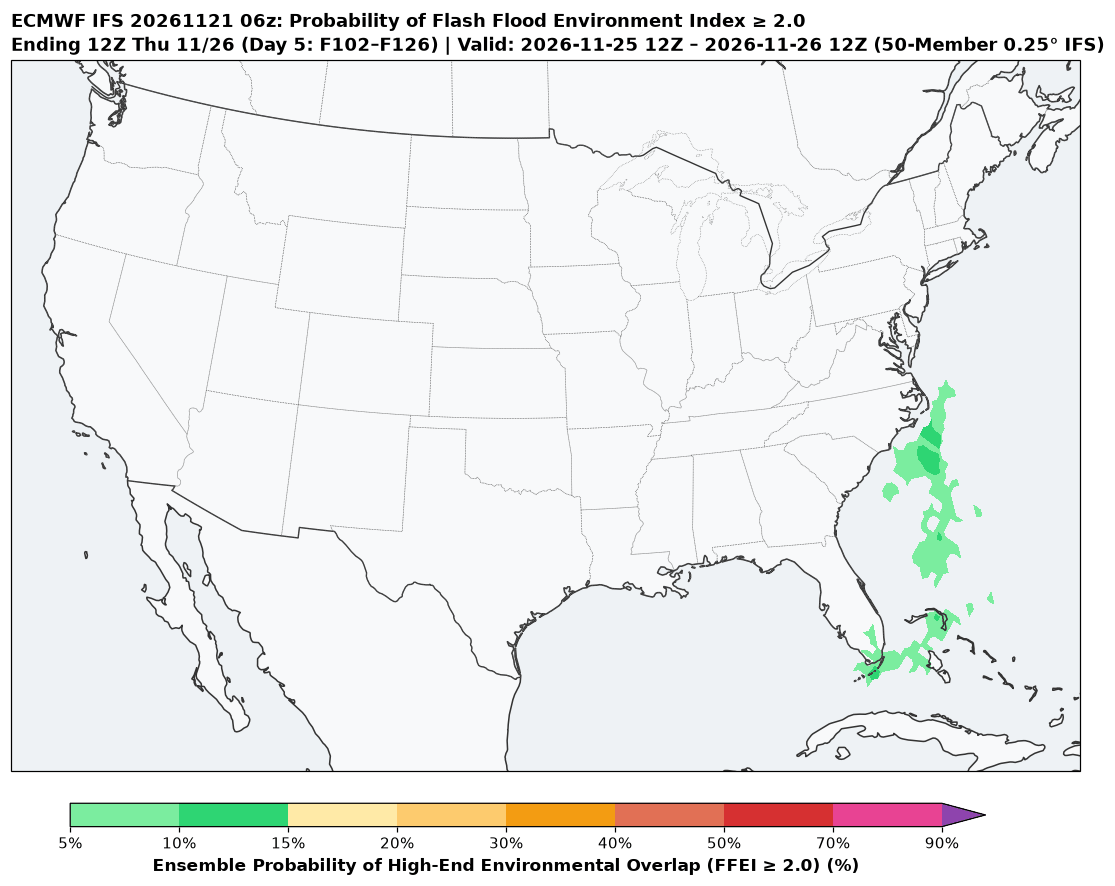 ECMWF IFS 20261121 06z: Probability of Flash Flood Environment Index ≥ 2.0
Ending 12Z Thu 11/26 (Day 5: F102–F126) | Valid: 2026-11-25 12Z – 2026-11-26 12Z (50-Member 0.25° IFS)
5% 10% 15% 20% 30% 40% 50% 70% 90%
Ensemble Probability of High-End Environmental Overlap (FFEI ≥ 2.0) (%)